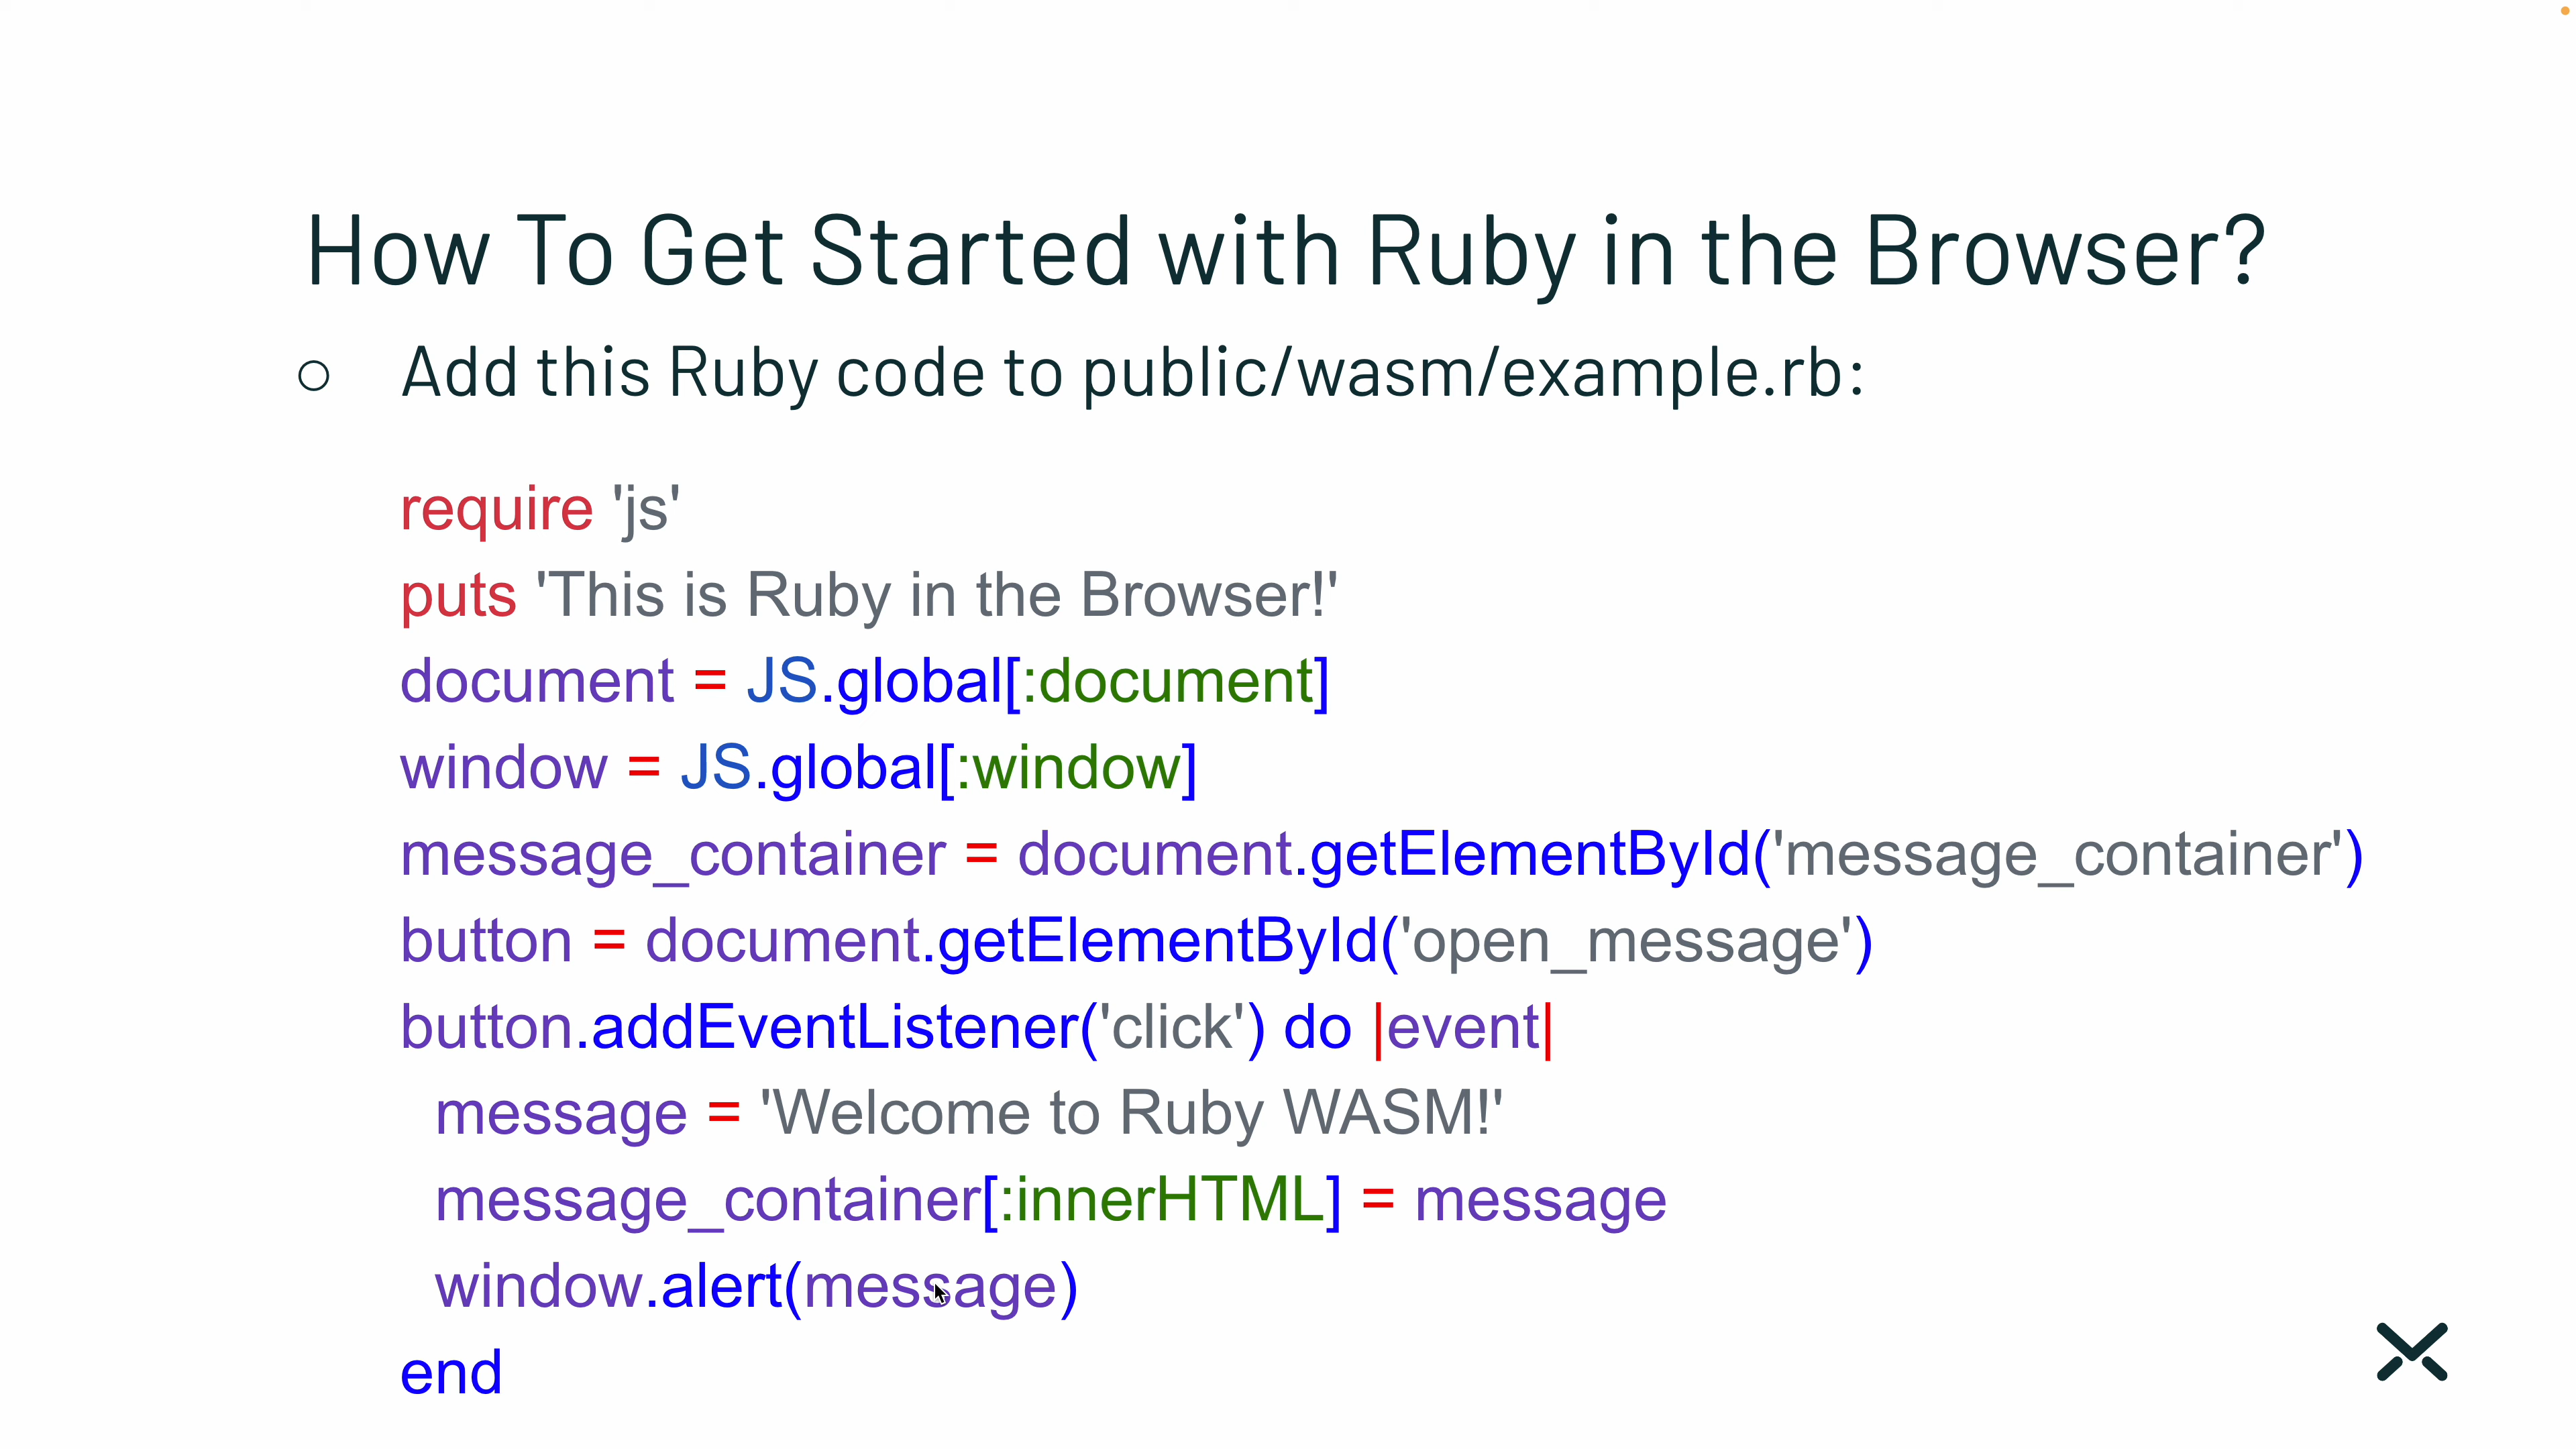 How To Get Started with Ruby in the Browser?
○ Add this Ruby code to public/wasm/example.rb:
require 'js'
puts 'This is Ruby in the Browser!'
document = JS.global[:document]
window = JS.global[:window]
message_container = document.getElementById('message_container')
button = document.getElementById('open_message')
button.addEventListener('click') do |event|
  message = 'Welcome to Ruby WASM!'
  message_container[:innerHTML] = message
  window.alert(message)
end